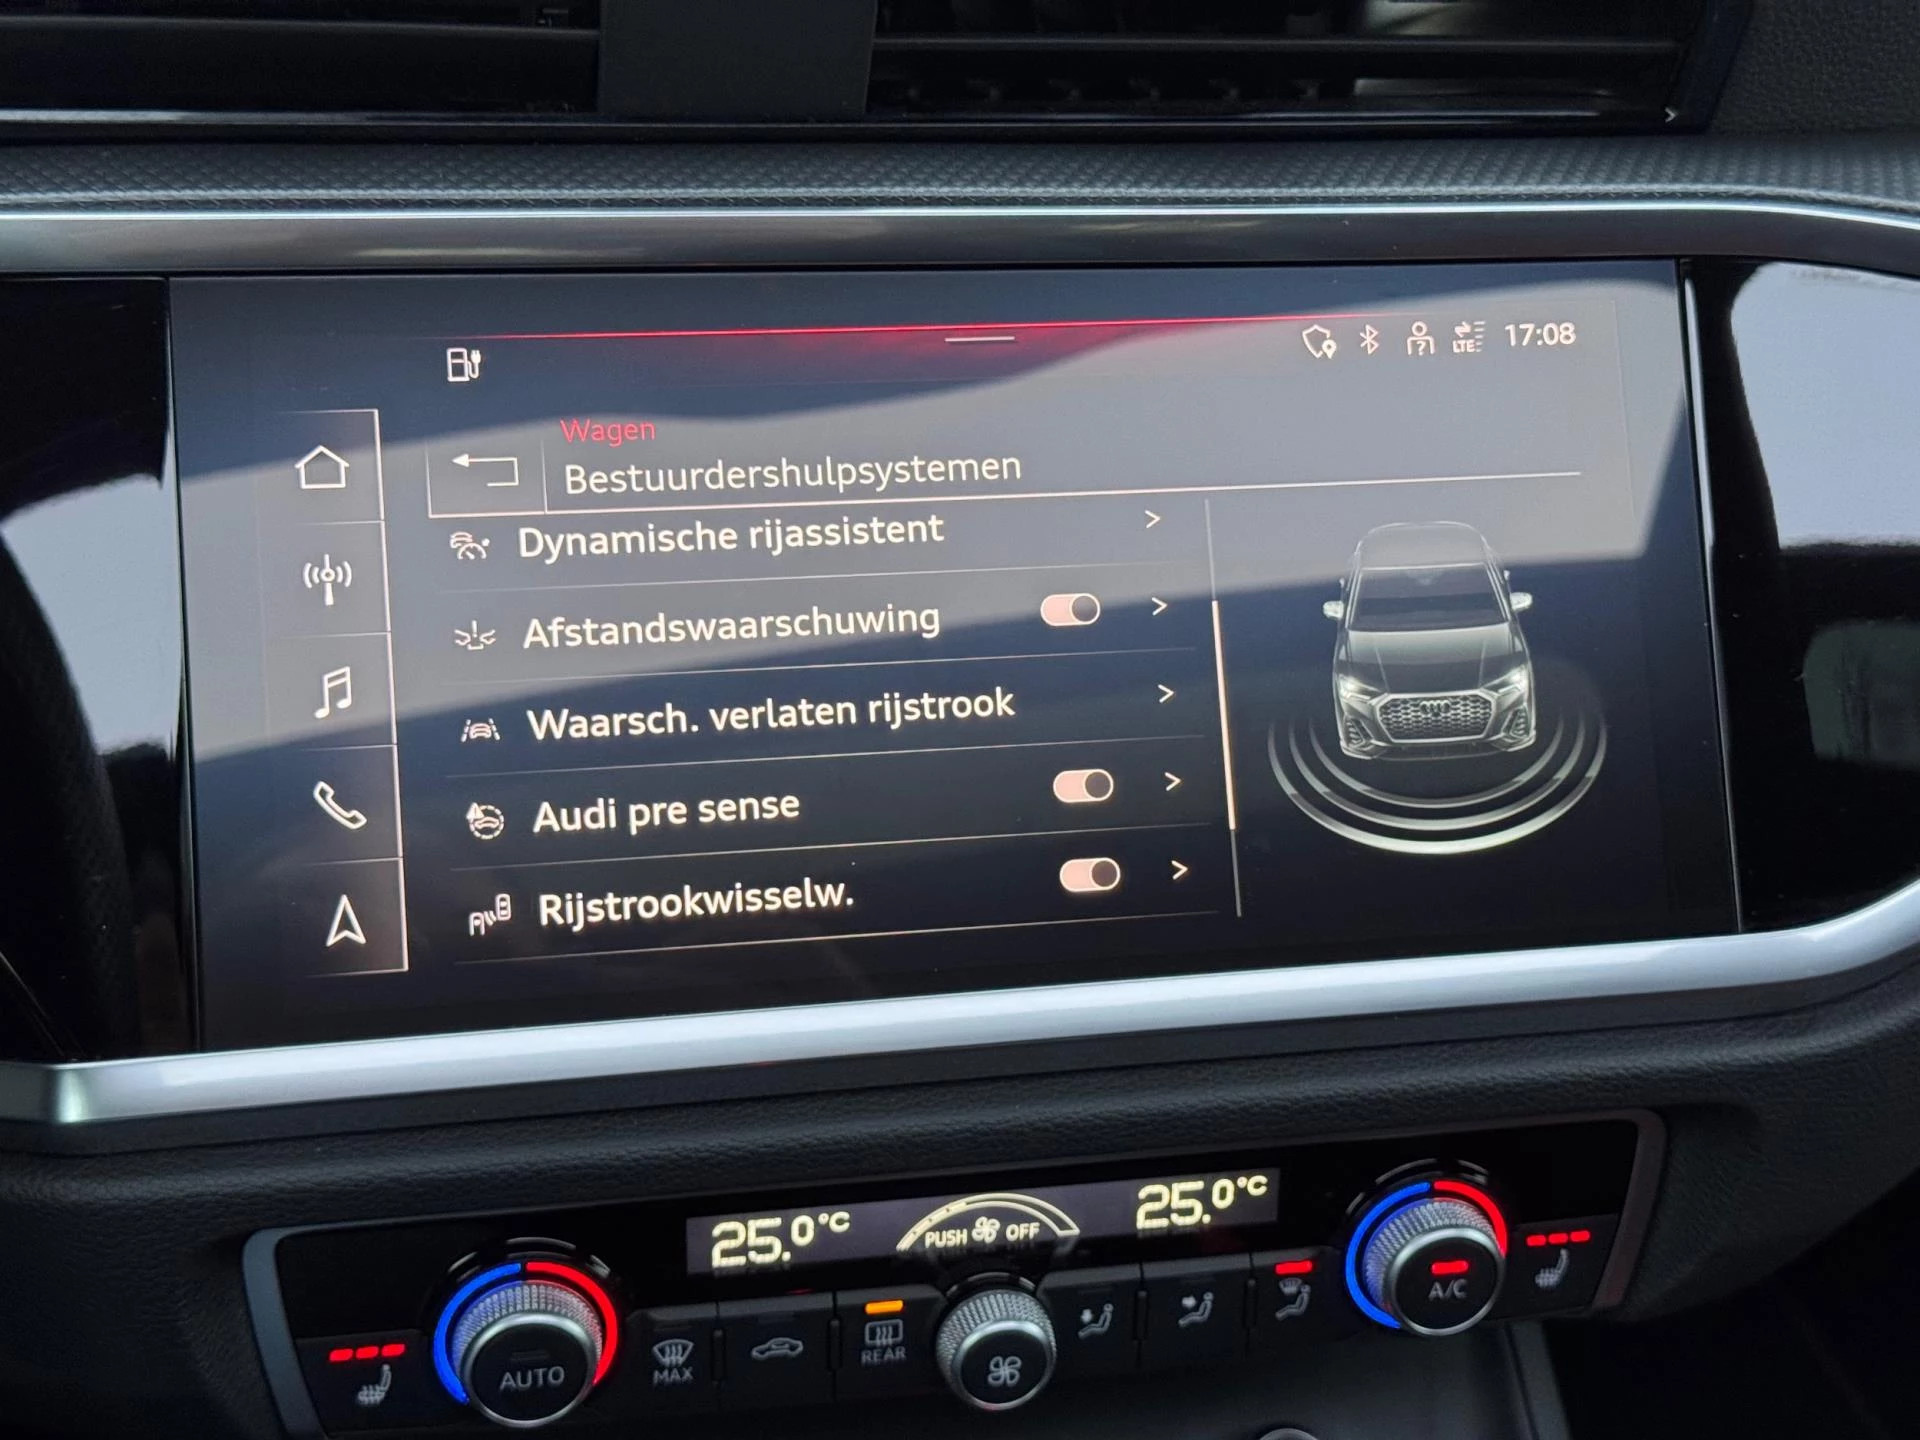 LTE
17:08
Wagen
Bestuurdershulpsystemen
Dynamische rijassistent
Afstandswaarschuwing
Waarsch. verlaten rijstrook
Audi pre sense
Rijstrookwisselw.
25.0°C
PUSH OFF
25.0°C
AUTO
MAX
REAR
A/C